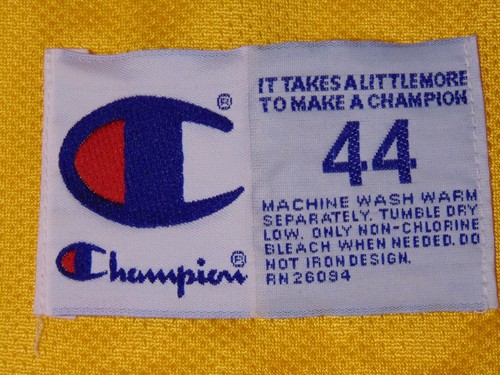 ®
Champion®
IT TAKES A LITTLE MORE
TO MAKE A CHAMPION
44
MACHINE WASH WARM
SEPARATELY. TUMBLE DRY
LOW. ONLY NON-CHLORINE
BLEACH WHEN NEEDED. DO
NOT IRON DESIGN.
RN 26094